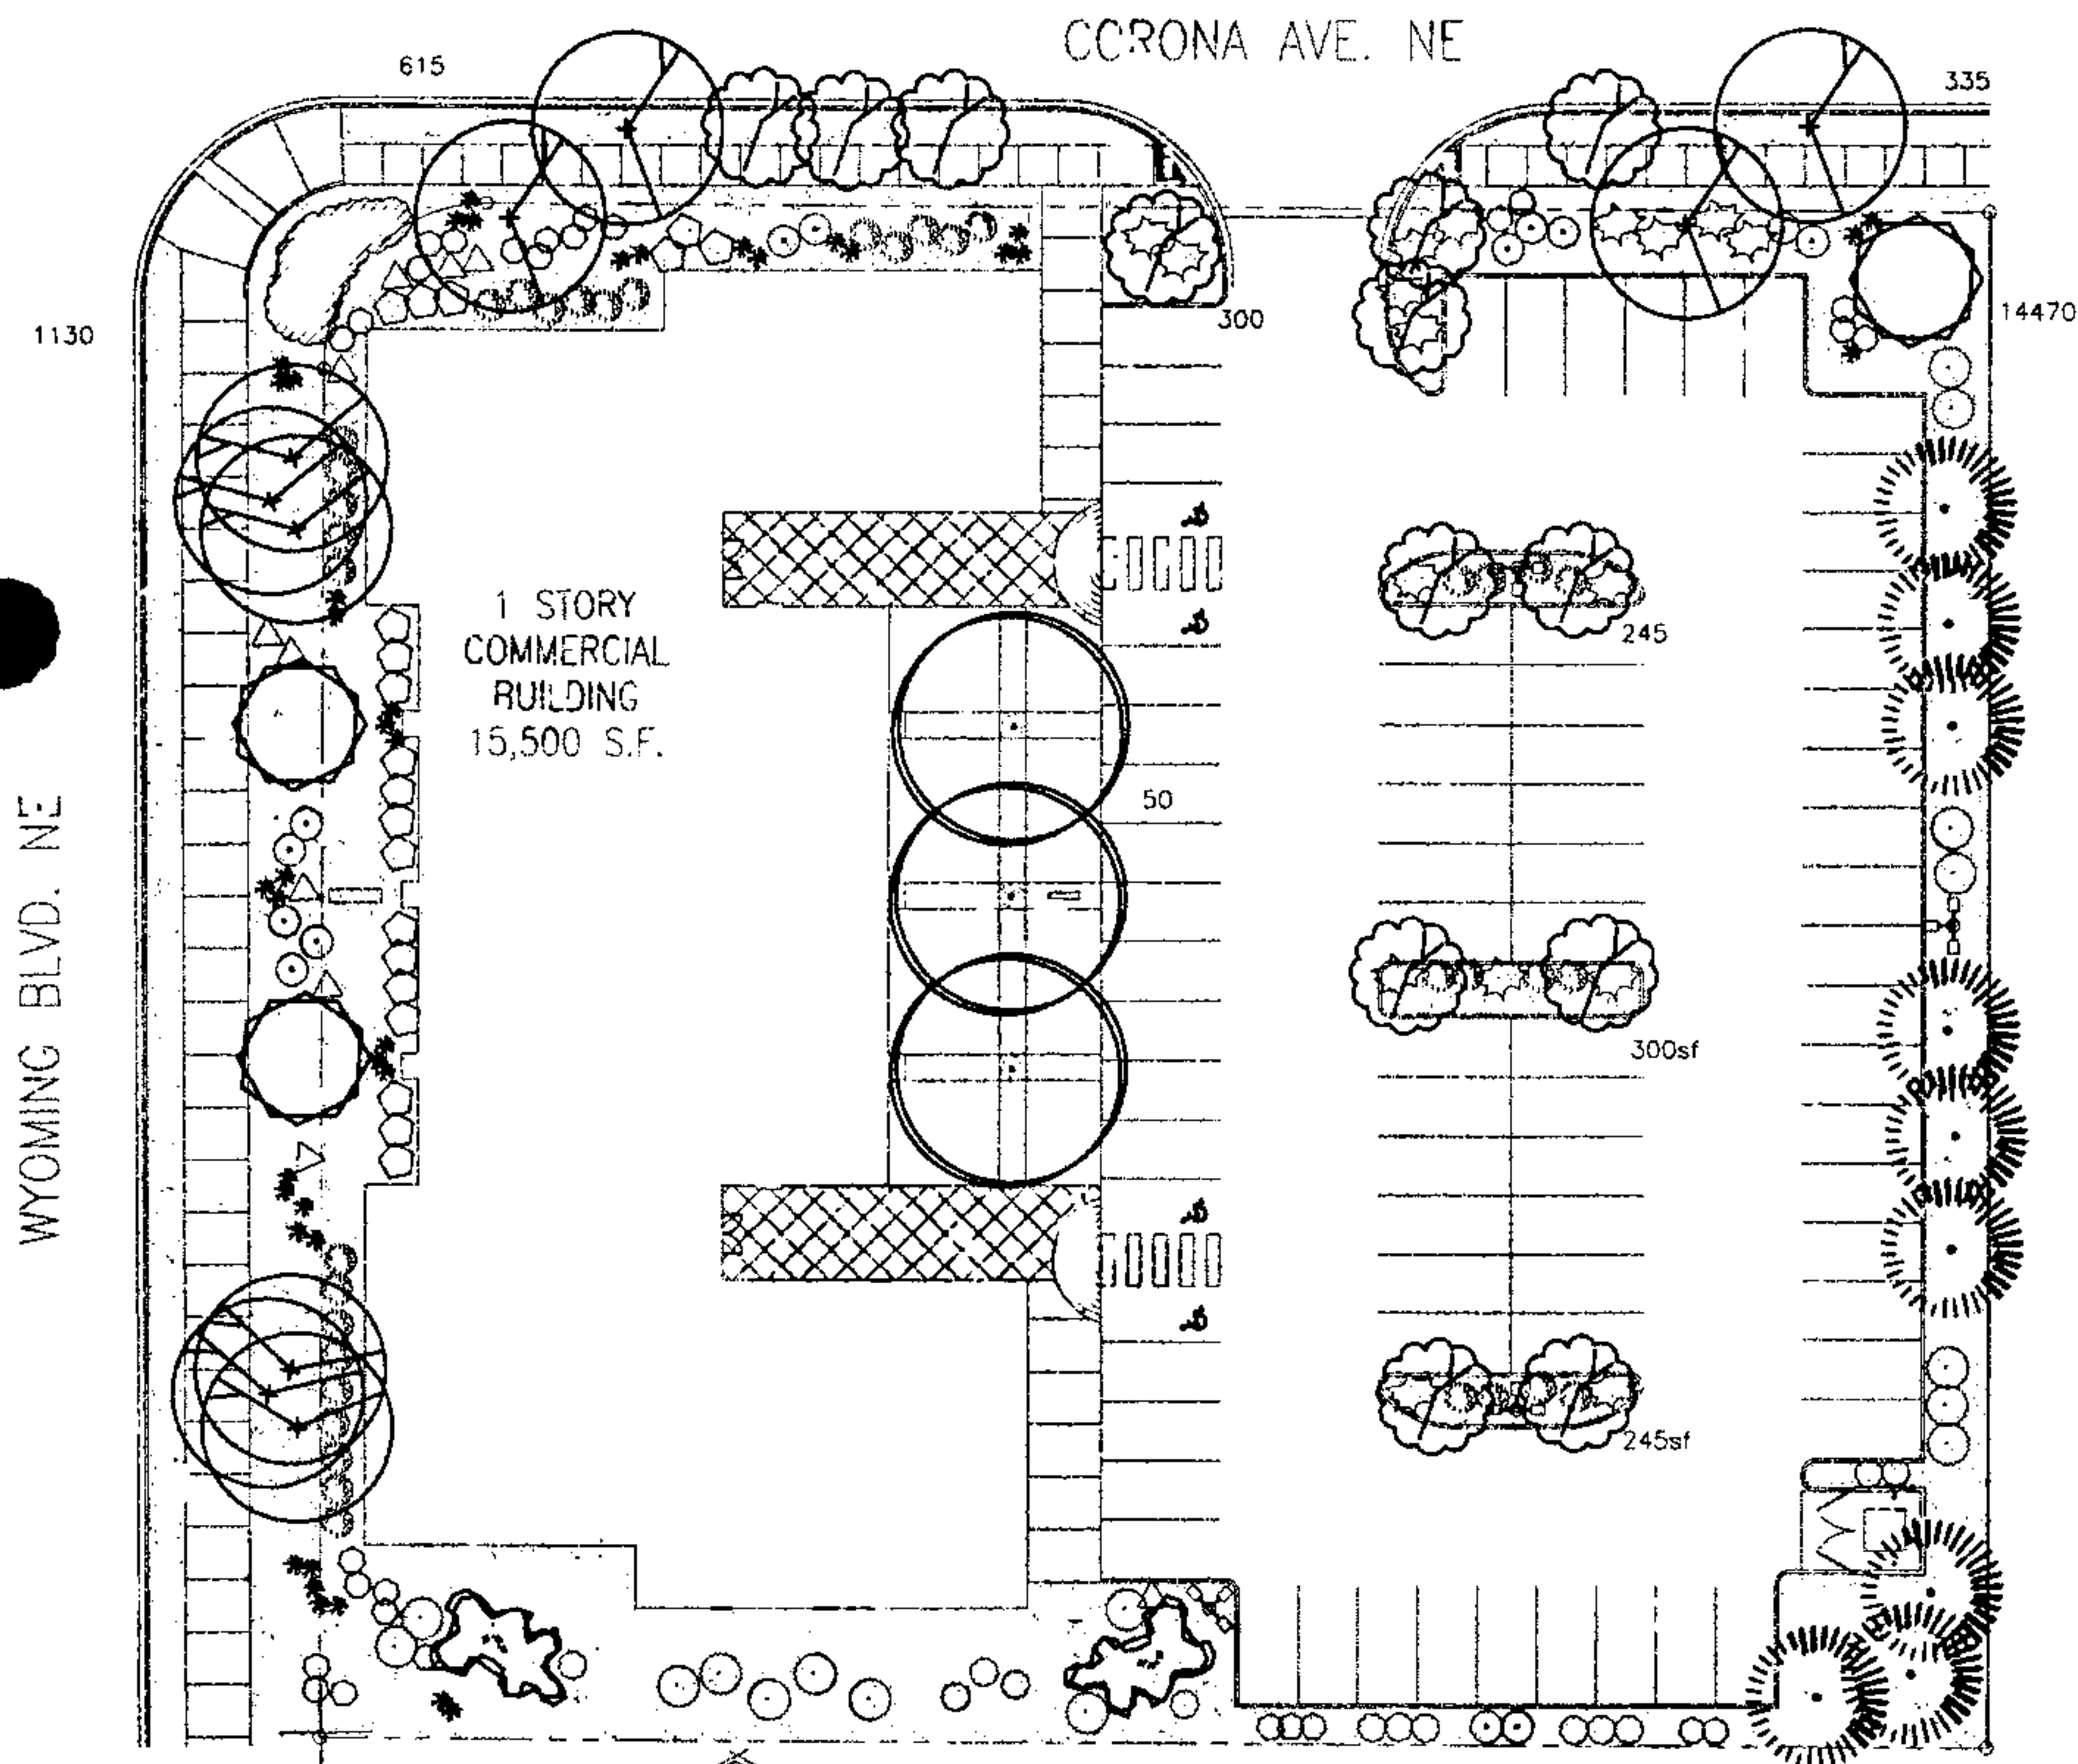 CORONA AVE. NE
615
335
300
14470
1130
1 STORY
COMMERCIAL
BUILDING
15,500 S.F.
245
50
WYOMING BLVD. NE
300sf
245sf